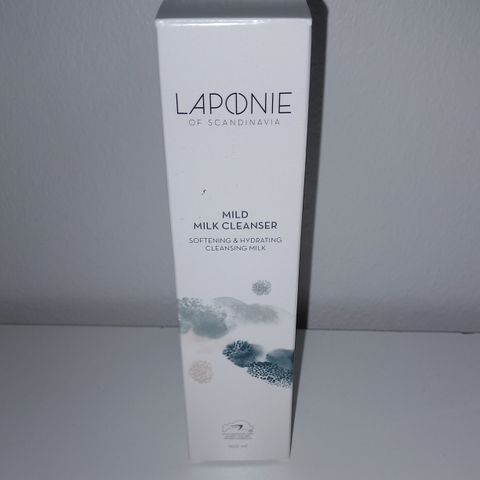 LAPONIE
OF SCANDINAVIA
MILD
MILK CLEANSER
SOFTENING & HYDRATING
CLEANSING MILK